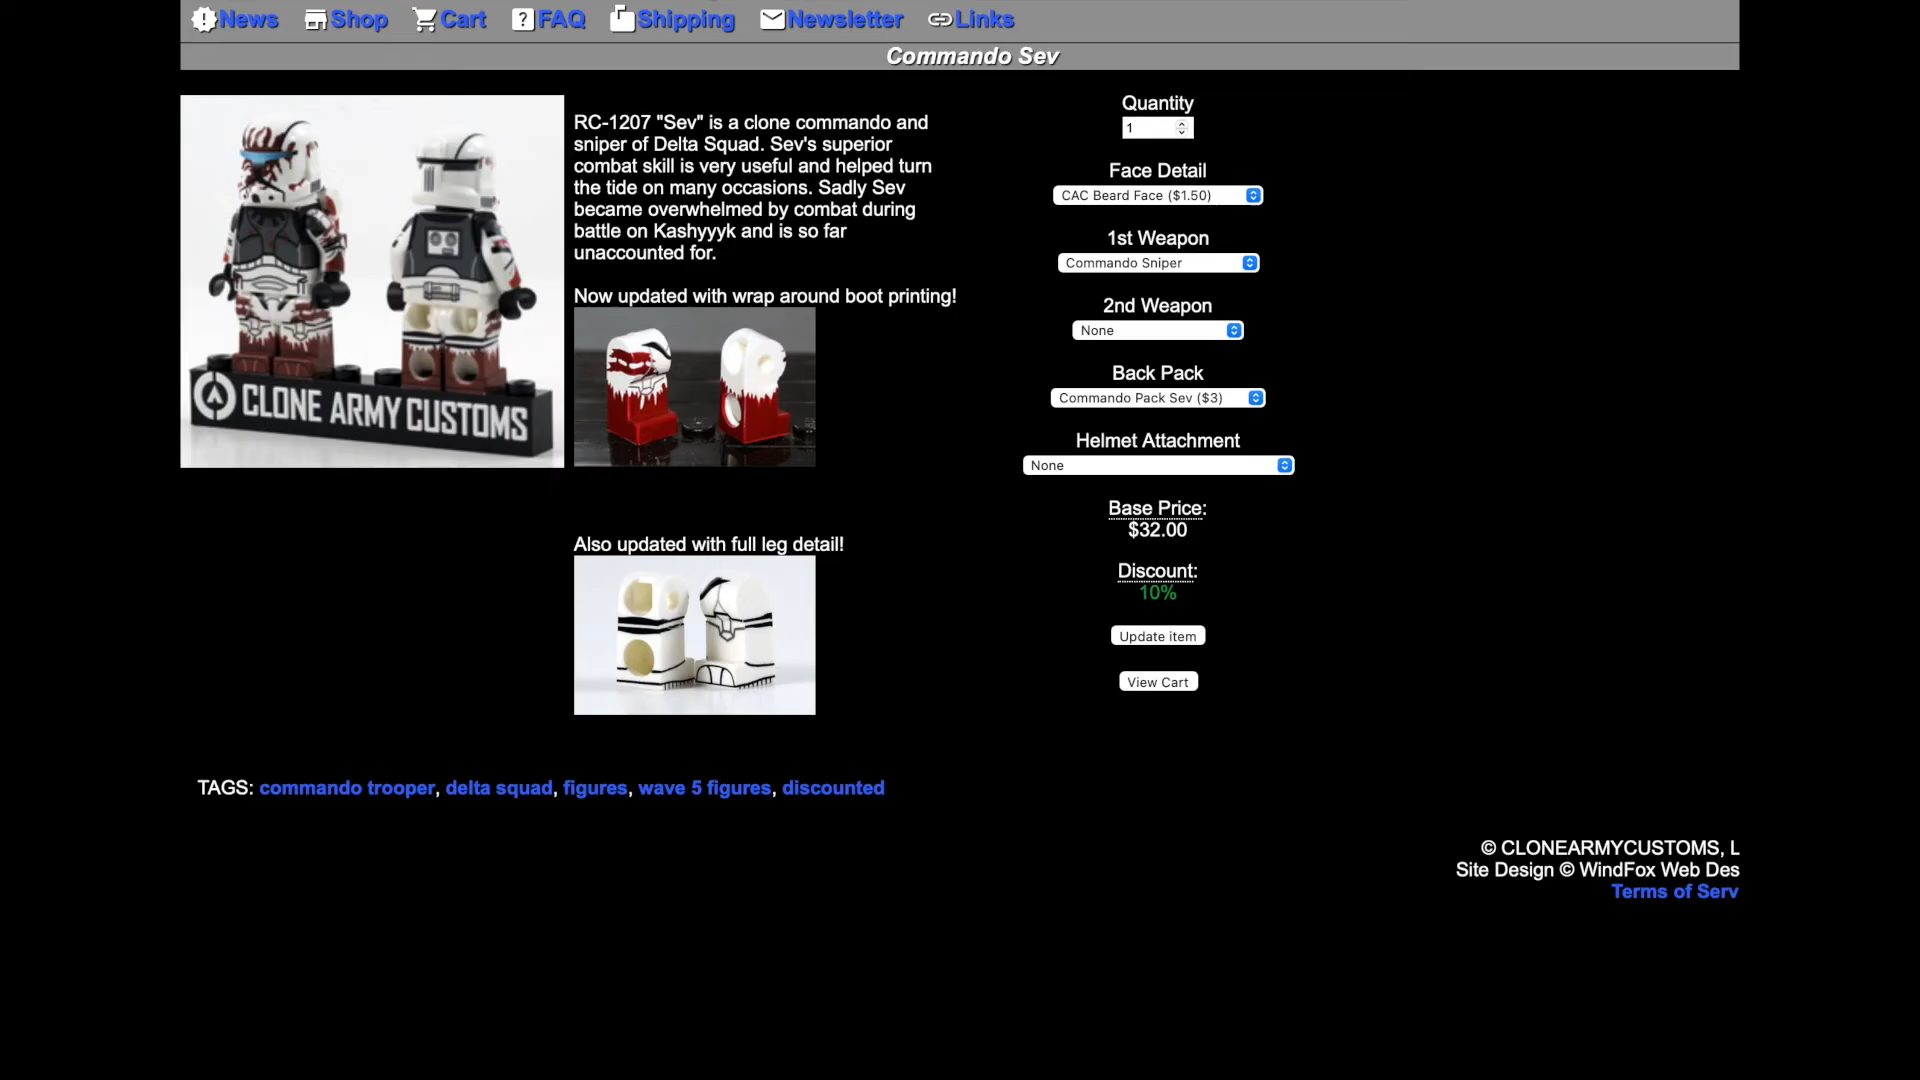 News Shop Cart FAQ Shipping Newsletter Links
Commando Sev
CLONE ARMY CUSTOMS
RC-1207 "Sev" is a clone commando and
sniper of Delta Squad. Sev's superior
combat skill is very useful and helped turn
the tide on many occasions. Sadly Sev
became overwhelmed by combat during
battle on Kashyyyk and is so far
unaccounted for.
Now updated with wrap around boot printing!
Also updated with full leg detail!
Quantity
1
Face Detail
CAC Beard Face ($1.50)
1st Weapon
Commando Sniper
2nd Weapon
None
Back Pack
Commando Pack Sev ($3)
Helmet Attachment
None
Base Price:
$32.00
Discount:
10%
Update item
View Cart
TAGS: commando trooper, delta squad, figures, wave 5 figures, discounted
© CLONEARMYCUSTOMS, L
Site Design © WindFox Web Des
Terms of Serv